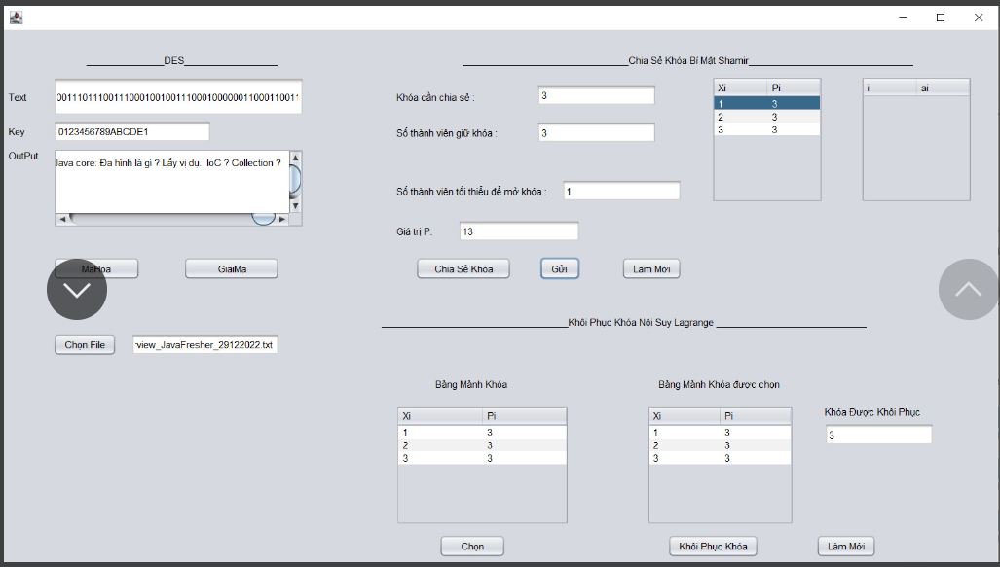 DES
Text
00111011100111000100100111000100000011000110011
Key
0123456789ABCDE1
OutPut
Java core: Đa hình là gì ? Lấy vị dụ. IoC ? Collection ?
MaHoa
GiaiMa
Chọn File
view_JavaFresher_29122022.txt
Chia Sẻ Khóa Bí Mật Shamir
Khóa cần chia sẻ :
3
Số thành viên giữ khóa :
3
Số thành viên tối thiểu để mở khóa :
1
Giá trị P:
13
Chia Sẻ Khóa
Gửi
Làm Mới
Xi Pi
1 3
2 3
3 3
i ai
Khôi Phục Khóa Nội Suy Lagrange
Bảng Mảnh Khóa
Xi Pi
1 3
2 3
3 3
Chọn
Bảng Mảnh Khóa được chọn
Xi Pi
1 3
2 3
3 3
Khôi Phục Khóa
Khóa Được Khôi Phục
3
Làm Mới